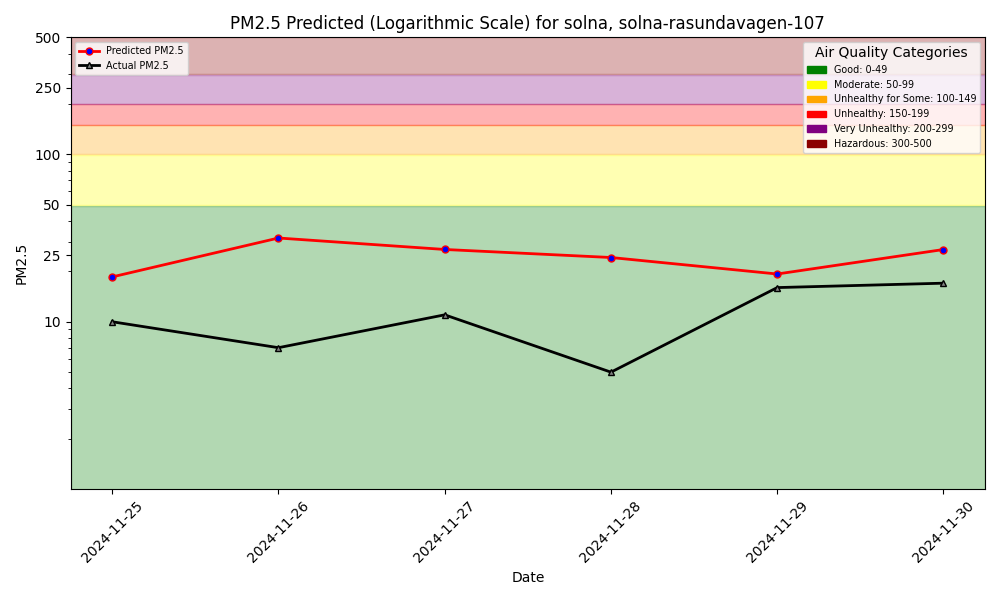 PM2.5 Predicted (Logarithmic Scale) for solna, solna-rasundavagen-107
Predicted PM2.5
Actual PM2.5
Air Quality Categories
Good: 0-49
Moderate: 50-99
Unhealthy for Some: 100-149
Unhealthy: 150-199
Very Unhealthy: 200-299
Hazardous: 300-500
PM2.5
500
250
100
50
25
10
2024-11-25
2024-11-26
2024-11-27
2024-11-28
2024-11-29
2024-11-30
Date